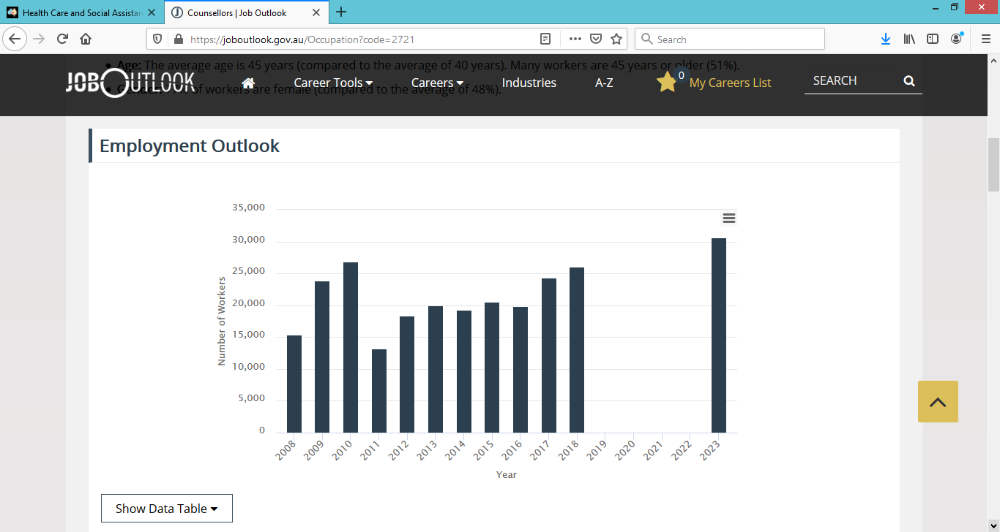 Health Care and Social Assistan
Counsellors | Job Outlook
https://joboutlook.gov.au/Occupation?code=2721
Search
Age: The average age is 45 years (compared to the average of 40 years). Many workers are 45 years or older (51%).
JOBOUTLOOK
Career Tools
Careers
Industries
A-Z
0
My Careers List
SEARCH
of workers are female (compared to the average of 48%).
Employment Outlook
35,000
30,000
25,000
20,000
15,000
10,000
5,000
0
Number of Workers
2008
2009
2010
2011
2012
2013
2014
2015
2016
2017
2018
2019
2020
2021
2022
2023
Year
Show Data Table